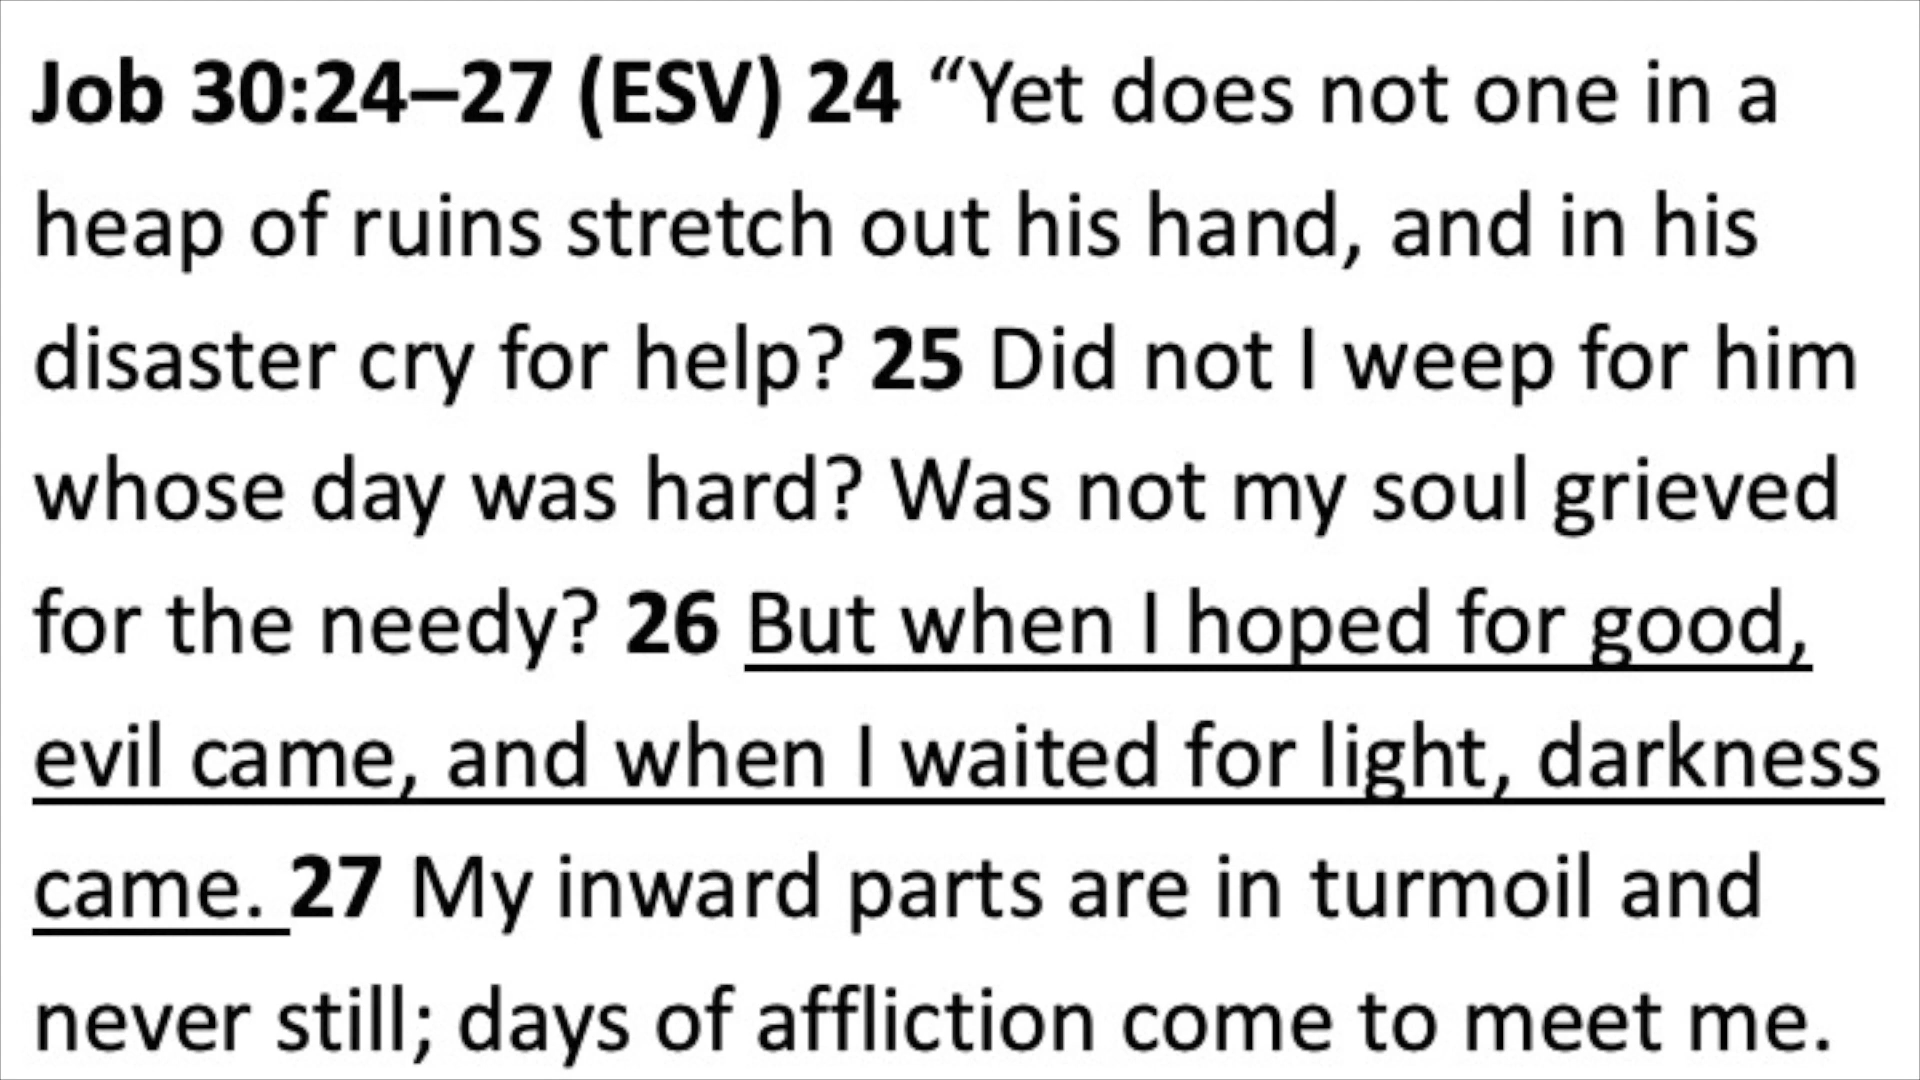 Job 30:24–27 (ESV) 24 “Yet does not one in a
heap of ruins stretch out his hand, and in his
disaster cry for help? 25 Did not I weep for him
whose day was hard? Was not my soul grieved
for the needy? 26 But when I hoped for good,
evil came, and when I waited for light, darkness
came. 27 My inward parts are in turmoil and
never still; days of affliction come to meet me.